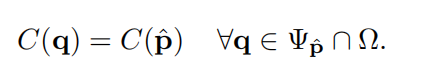 C(𝐪) = C(𝐩̂) ∀𝐪 ∈ Ψ_𝐩̂ ∩ Ω.